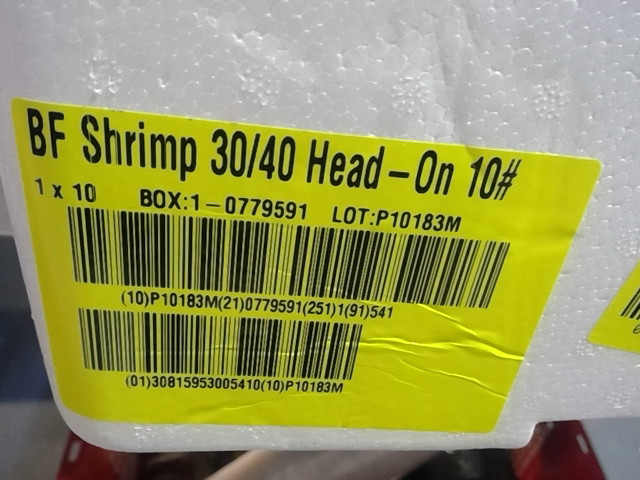 BF Shrimp 30/40 Head-On 10#
1 x 10 BOX:1-0779591 LOT:P10183M
(10)P10183M(21)0779591(251)1(91)541
(01)30815953005410(10)P10183M